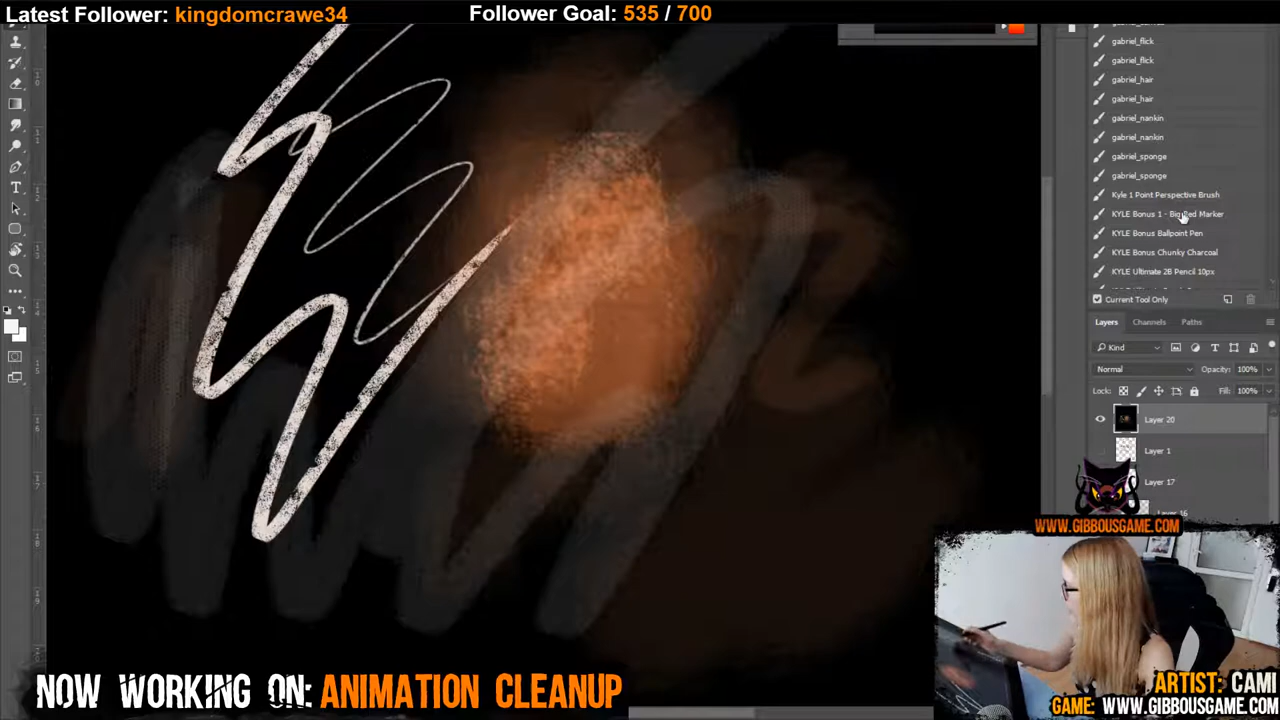 Latest Follower: kingdomcrawe34
Follower Goal: 535 / 700
gabriel_flick
gabriel_flick
gabriel_hair
gabriel_hair
gabriel_nankin
gabriel_nankin
gabriel_sponge
gabriel_sponge
Kyle 1 Point Perspective Brush
KYLE Bonus 1 - Big Red Marker
KYLE Bonus Ballpoint Pen
KYLE Bonus Chunky Charcoal
KYLE Ultimate 2B Pencil 10px
Current Tool Only
Layers Channels Paths
Kind
Normal Opacity: 100%
Lock: Fill: 100%
Layer 20
Layer 1
Layer 17
Layer 16
WWW.GIBBOUSGAME.COM
NOW WORKING ON: ANIMATION CLEANUP
ARTIST: CAMI
GAME: WWW.GIBBOUSGAME.COM